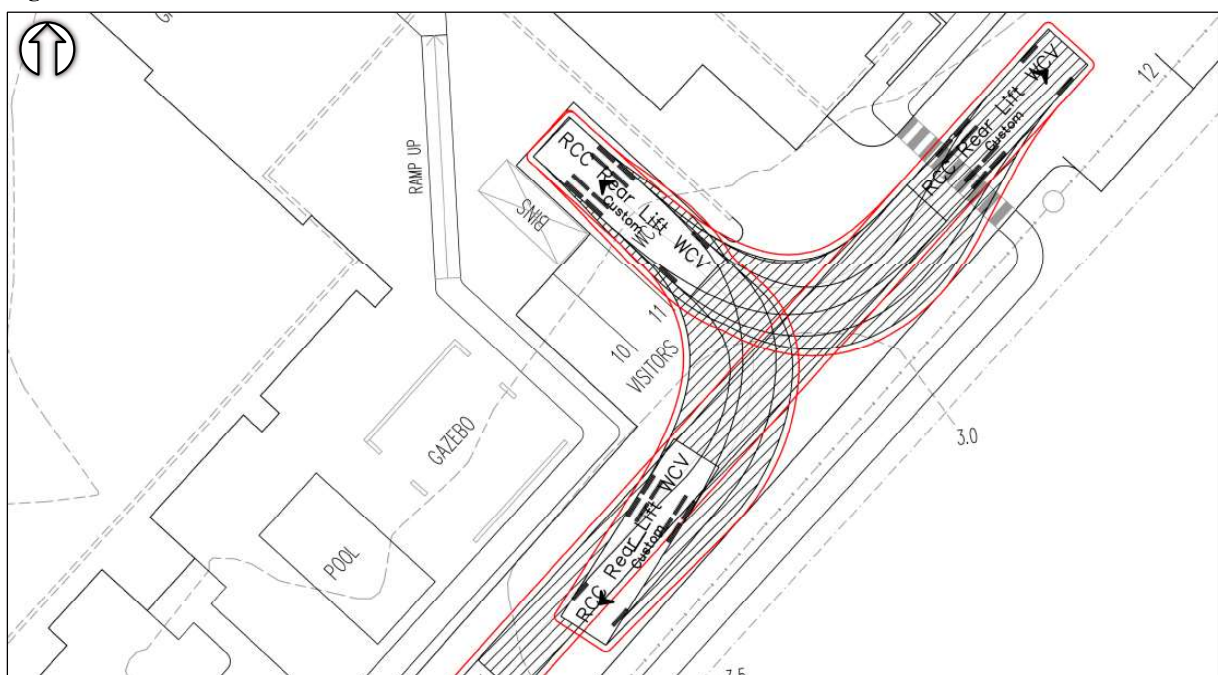 12
RCC Rear Lift WCV
Custom
RCC Rear Lift WCV
Custom
WC
RAMP UP
BINS
11
10
VISITORS
3.0
GAZEBO
POOL
RCC Rear Lift WCV
Custom